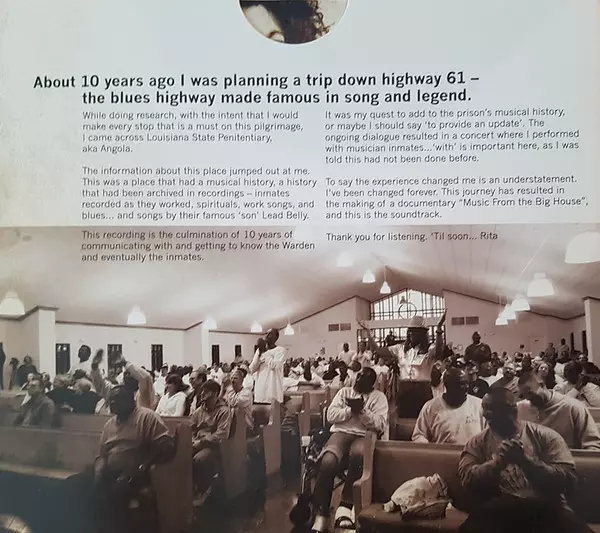 About 10 years ago I was planning a trip down highway 61 –
the blues highway made famous in song and legend.
While doing research, with the intent that I would
make every stop that is a must on this pilgrimage,
I came across Louisiana State Penitentiary,
aka Angola.
The information about this place jumped out at me.
This was a place that had a musical history, a history
that had been archived in recordings – inmates
recorded as they worked, spirituals, work songs, and
blues... and songs by their famous 'son' Lead Belly.
This recording is the culmination of 10 years of
communicating with and getting to know the Warden
and eventually the inmates.
It was my quest to add to the prison's musical history,
or maybe I should say 'to provide an update'. The
ongoing dialogue resulted in a concert where I performed
with musician inmates...'with' is important here, as I was
told this had not been done before.
To say the experience changed me is an understatement.
I've been changed forever. This journey has resulted in
the making of a documentary "Music From the Big House",
and this is the soundtrack.
Thank you for listening. 'Til soon... Rita